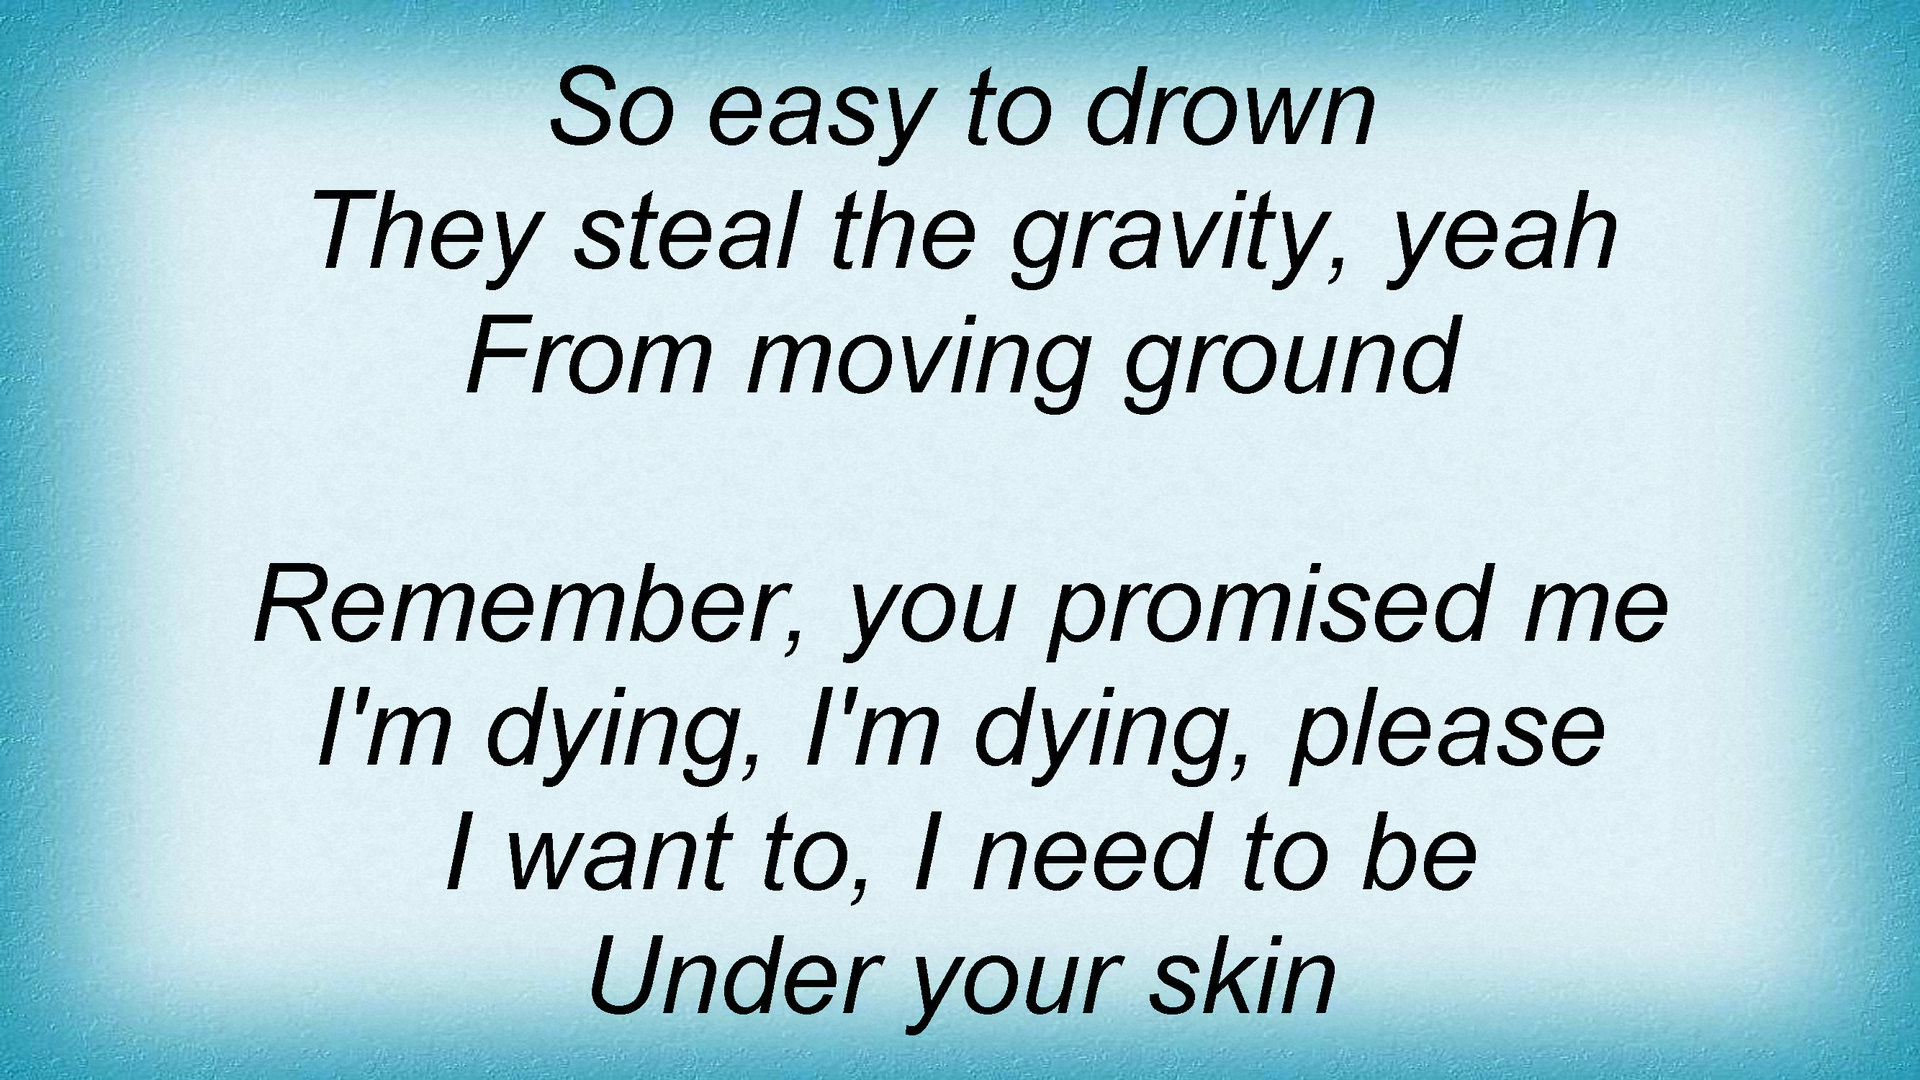 So easy to drown
They steal the gravity, yeah
From moving ground
Remember, you promised me
I'm dying, I'm dying, please
I want to, I need to be
Under your skin